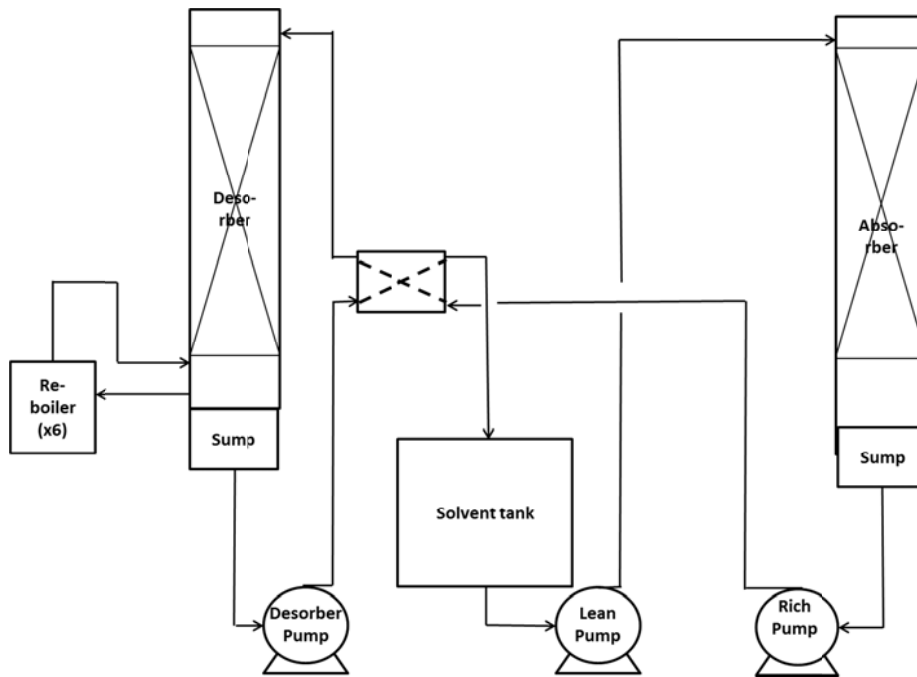 Deso-
rber
Abso-
rber
Re-
boiler
(x6)
Sump
Sump
Solvent tank
Desorber
Pump
Lean
Pump
Rich
Pump